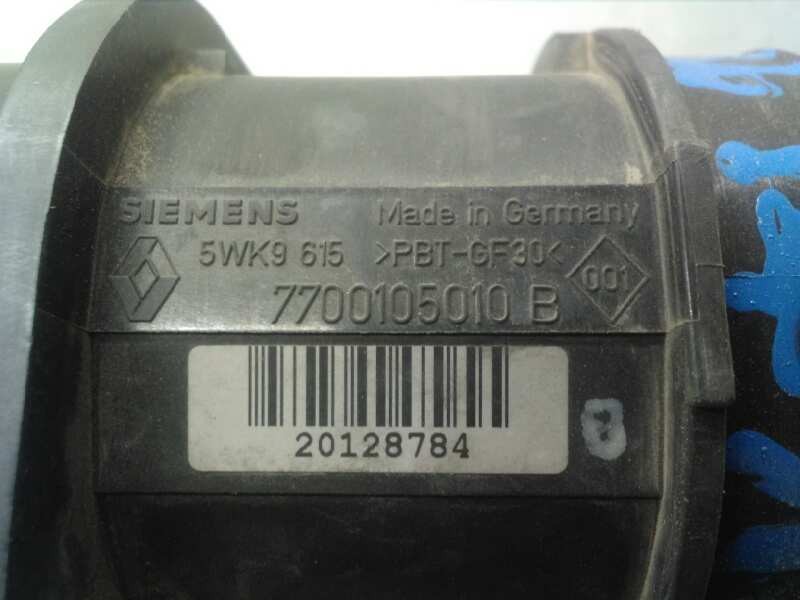 SIEMENS Made in Germany
5WK9 615 >PBT-GF30< 001
7700105010 B
20128784
8